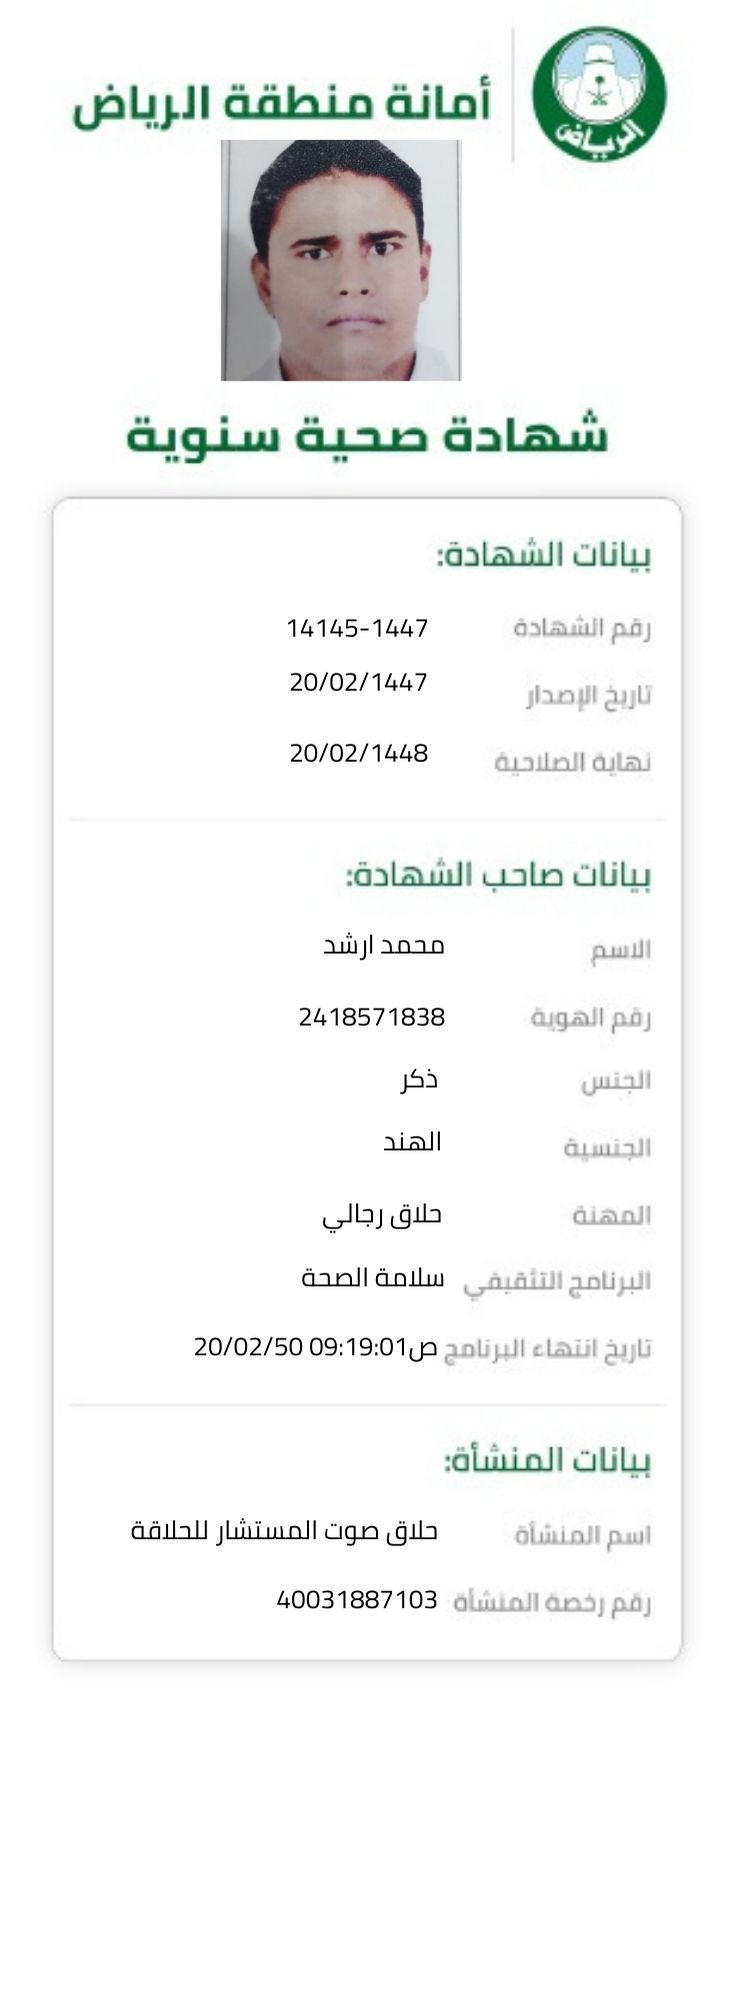 أمانة منطقة الرياض
الرياض
شهادة صحية سنوية
بيانات الشهادة:
رقم الشهادة 14145-1447
تاريخ الإصدار 20/02/1447
نهاية الصلاحية 20/02/1448
بيانات صاحب الشهادة:
الاسم محمد ارشد
رقم الهوية 2418571838
الجنس ذكر
الجنسية الهند
المهنة حلاق رجالي
البرنامج التثقيفي سلامة الصحة
تاريخ انتهاء البرنامج 20/02/50 09:19:01ص
بيانات المنشأة:
اسم المنشأة حلاق صوت المستشار للحلاقة
رقم رخصة المنشأة 40031887103